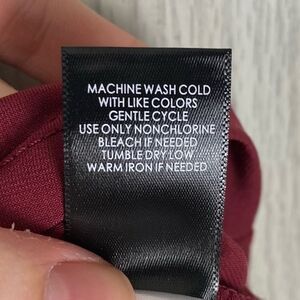 MACHINE WASH COLD
WITH LIKE COLORS
GENTLE CYCLE
USE ONLY NONCHLORINE
BLEACH IF NEEDED
TUMBLE DRY LOW
WARM IRON IF NEEDED